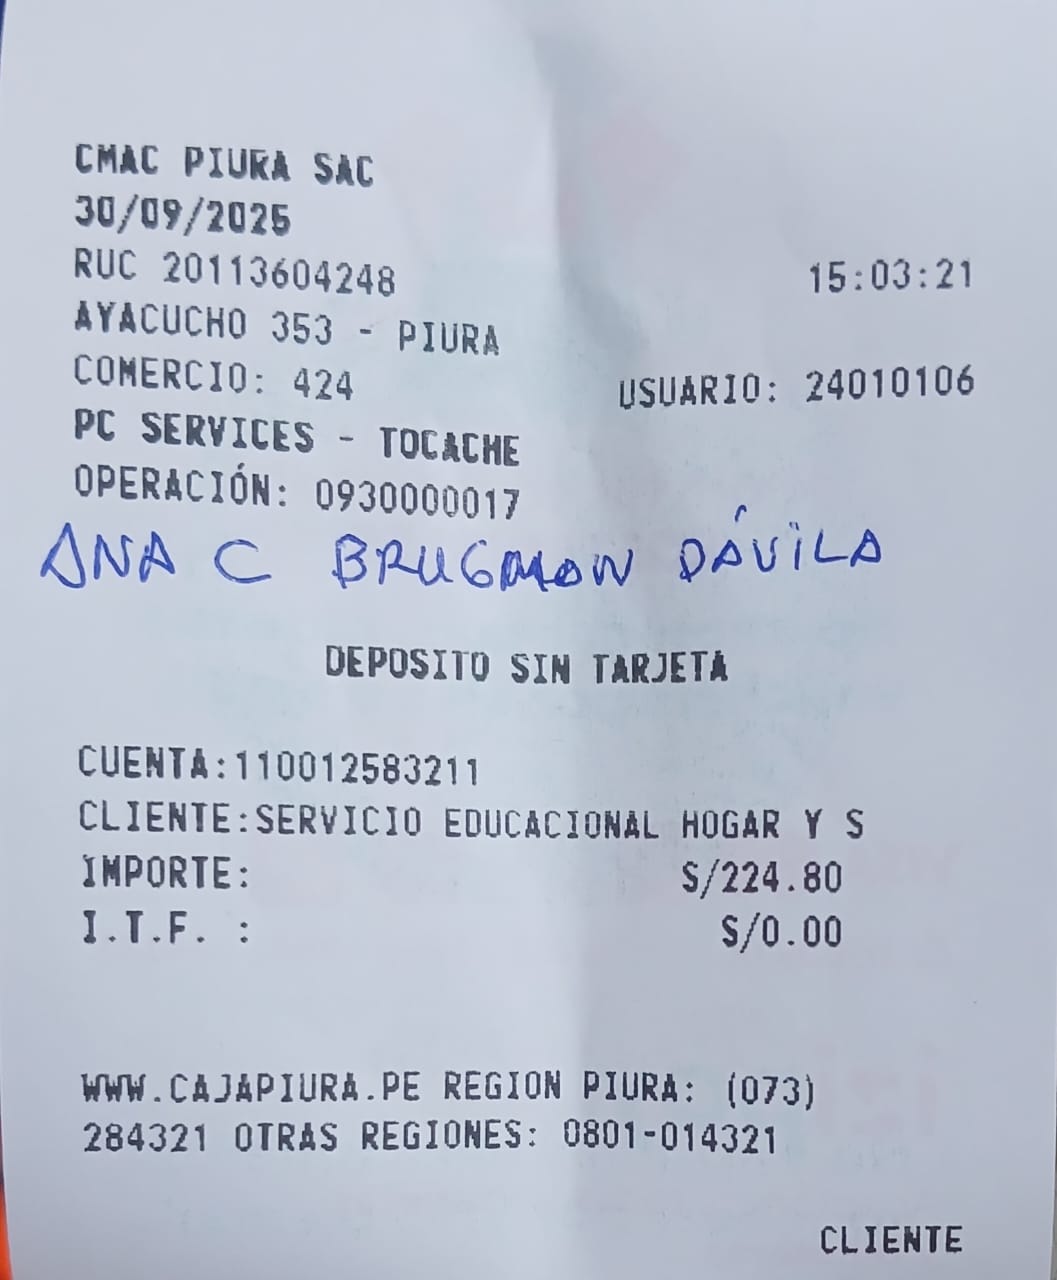 CMAC PIURA SAC
30/09/2025
RUC 20113604248 15:03:21
AYACUCHO 353 - PIURA
COMERCIO: 424 USUARIO: 24010106
PC SERVICES - TOCACHE
OPERACIÓN: 0930000017
ANA C BRUGMAN DÁVILA
DEPOSITO SIN TARJETA
CUENTA:110012583211
CLIENTE:SERVICIO EDUCACIONAL HOGAR Y S
IMPORTE: S/224.80
I.T.F. : S/0.00
WWW.CAJAPIURA.PE REGION PIURA: (073)
284321 OTRAS REGIONES: 0801-014321
CLIENTE